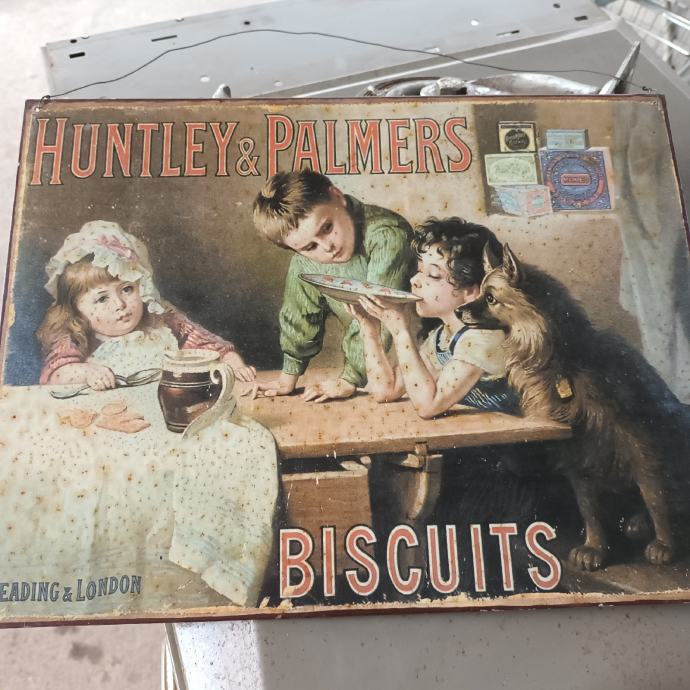 HUNTLEY & PALMERS
BISCUITS
EADING & LONDON